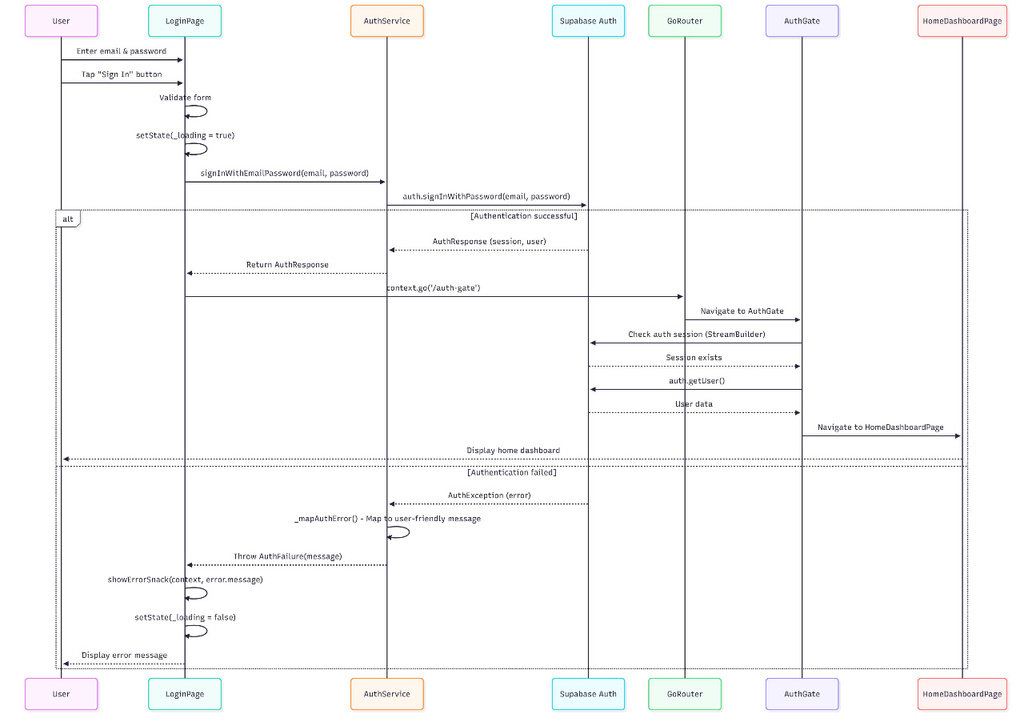 User
LoginPage
AuthService
Supabase Auth
GoRouter
AuthGate
HomeDashboardPage
Enter email & password
Tap "Sign In" button
Validate form
setState(_loading = true)
signInWithEmailPassword(email, password)
auth.signInWithPassword(email, password)
alt
[Authentication successful]
AuthResponse (session, user)
Return AuthResponse
context.go('/auth-gate')
Navigate to AuthGate
Check auth session (StreamBuilder)
Session exists
auth.getUser()
User data
Navigate to HomeDashboardPage
Display home dashboard
[Authentication failed]
AuthException (error)
_mapAuthError() - Map to user-friendly message
Throw AuthFailure(message)
showErrorSnack(context, error.message)
setState(_loading = false)
Display error message
User
LoginPage
AuthService
Supabase Auth
GoRouter
AuthGate
HomeDashboardPage